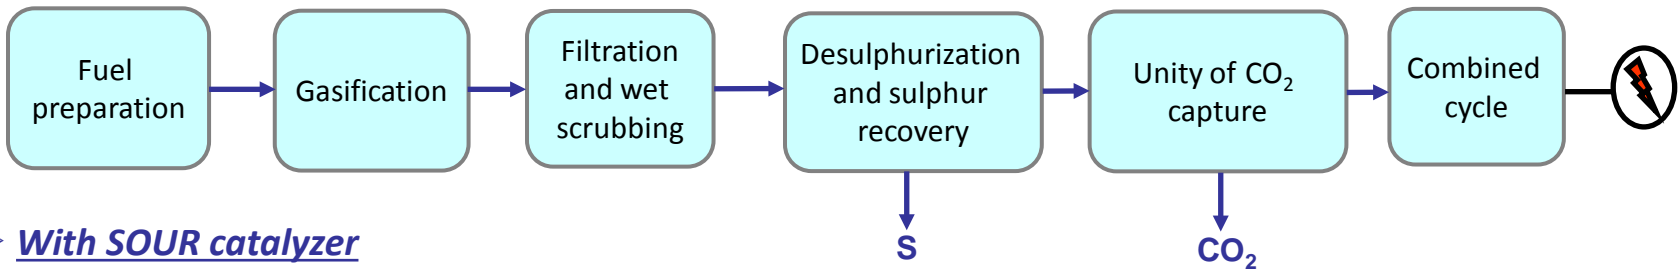 Fuel
preparation
Gasification
Filtration
and wet
scrubbing
Desulphurization
and sulphur
recovery
Unity of CO₂
capture
Combined
cycle
S
CO₂
With SOUR catalyzer